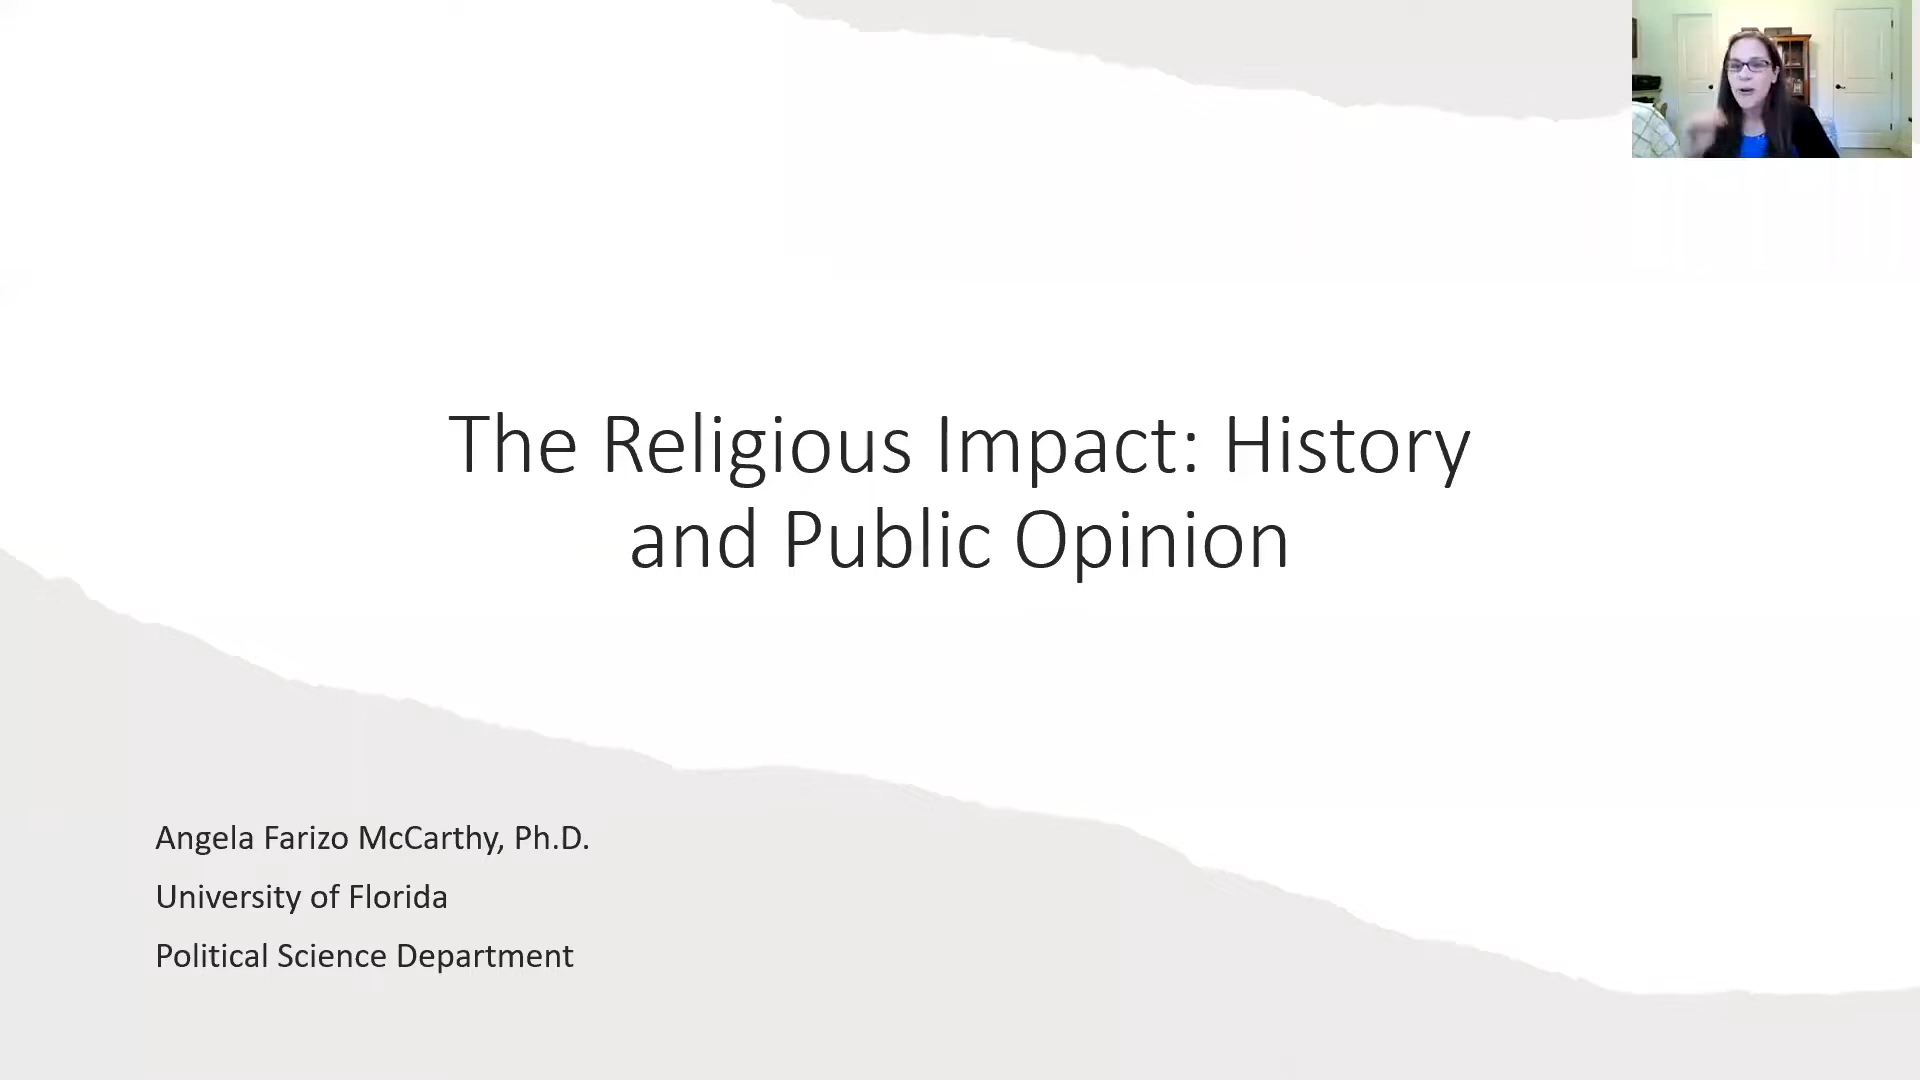 The Religious Impact: History
and Public Opinion
Angela Farizo McCarthy, Ph.D.
University of Florida
Political Science Department